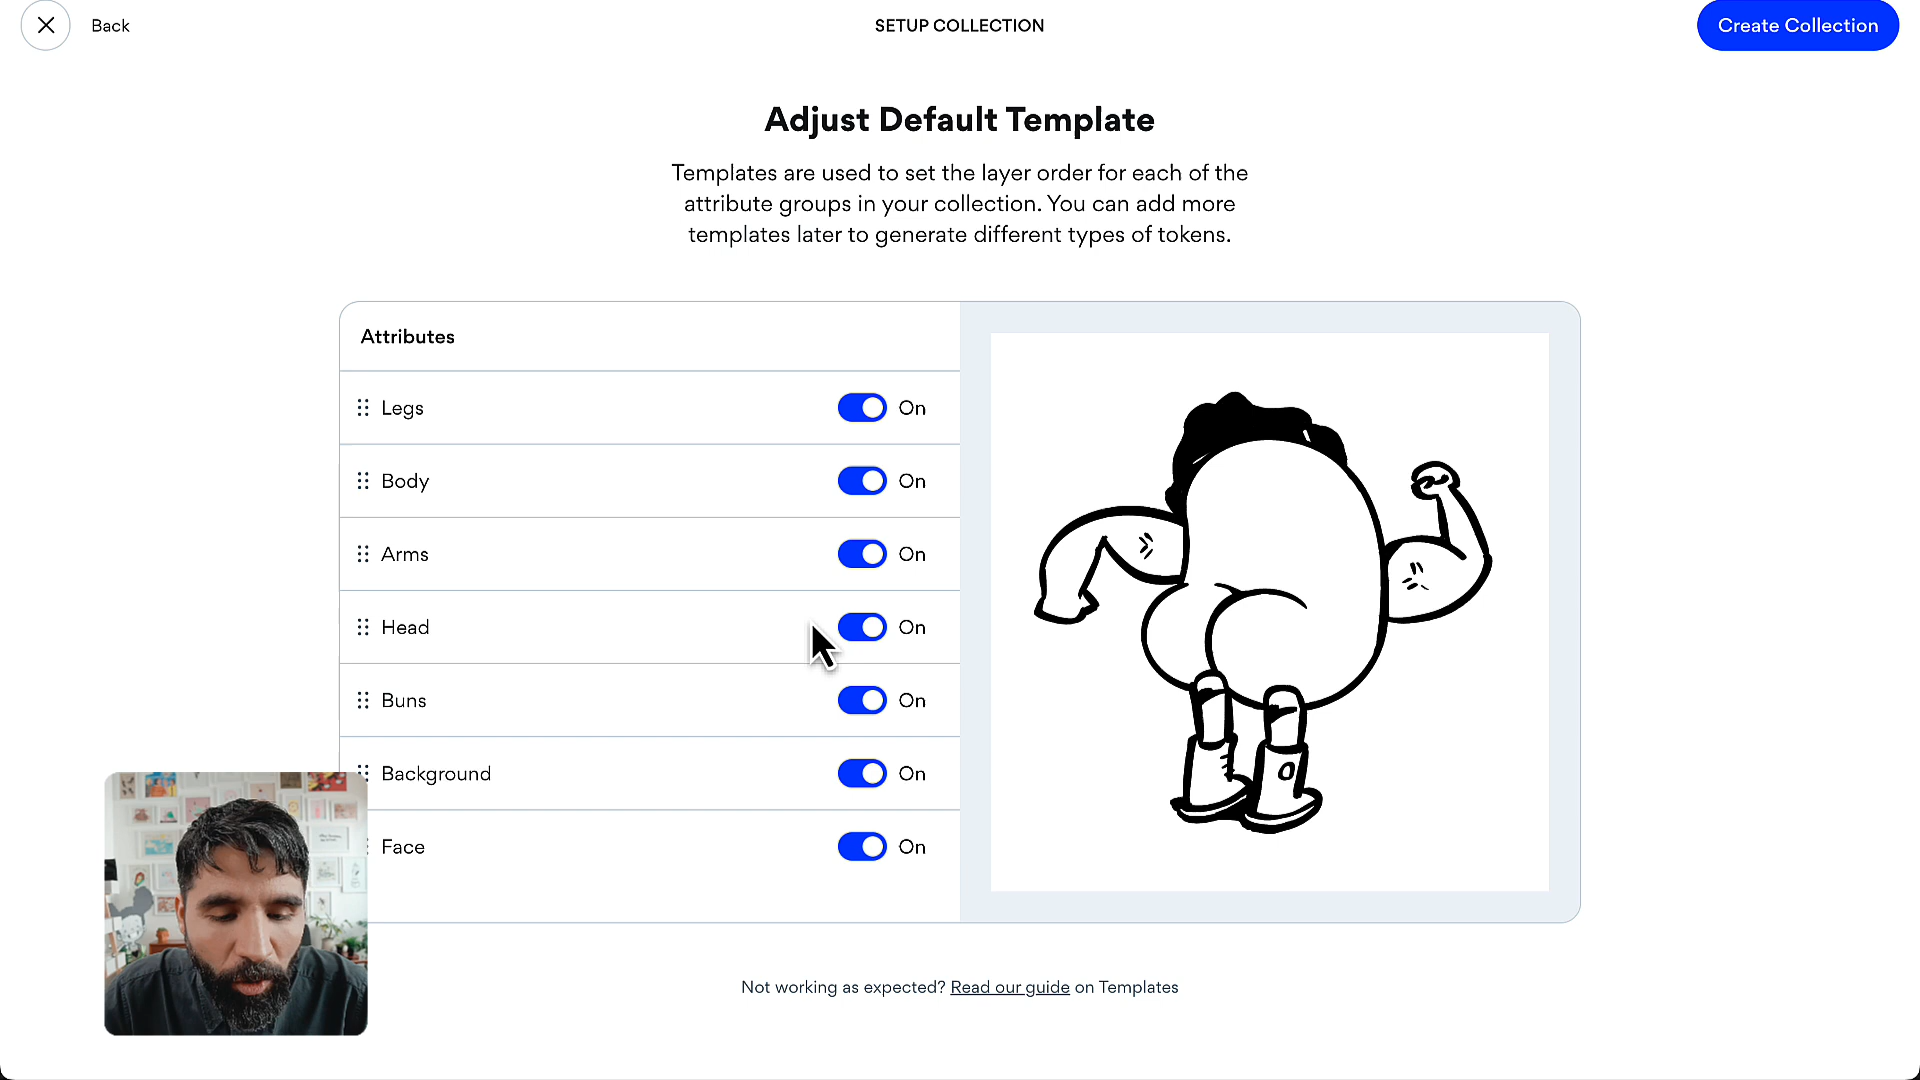 Back
SETUP COLLECTION
Create Collection
Adjust Default Template
Templates are used to set the layer order for each of the
attribute groups in your collection. You can add more
templates later to generate different types of tokens.
Attributes
Legs On
Body On
Arms On
Head On
Buns On
Background On
Face On
Not working as expected? Read our guide on Templates